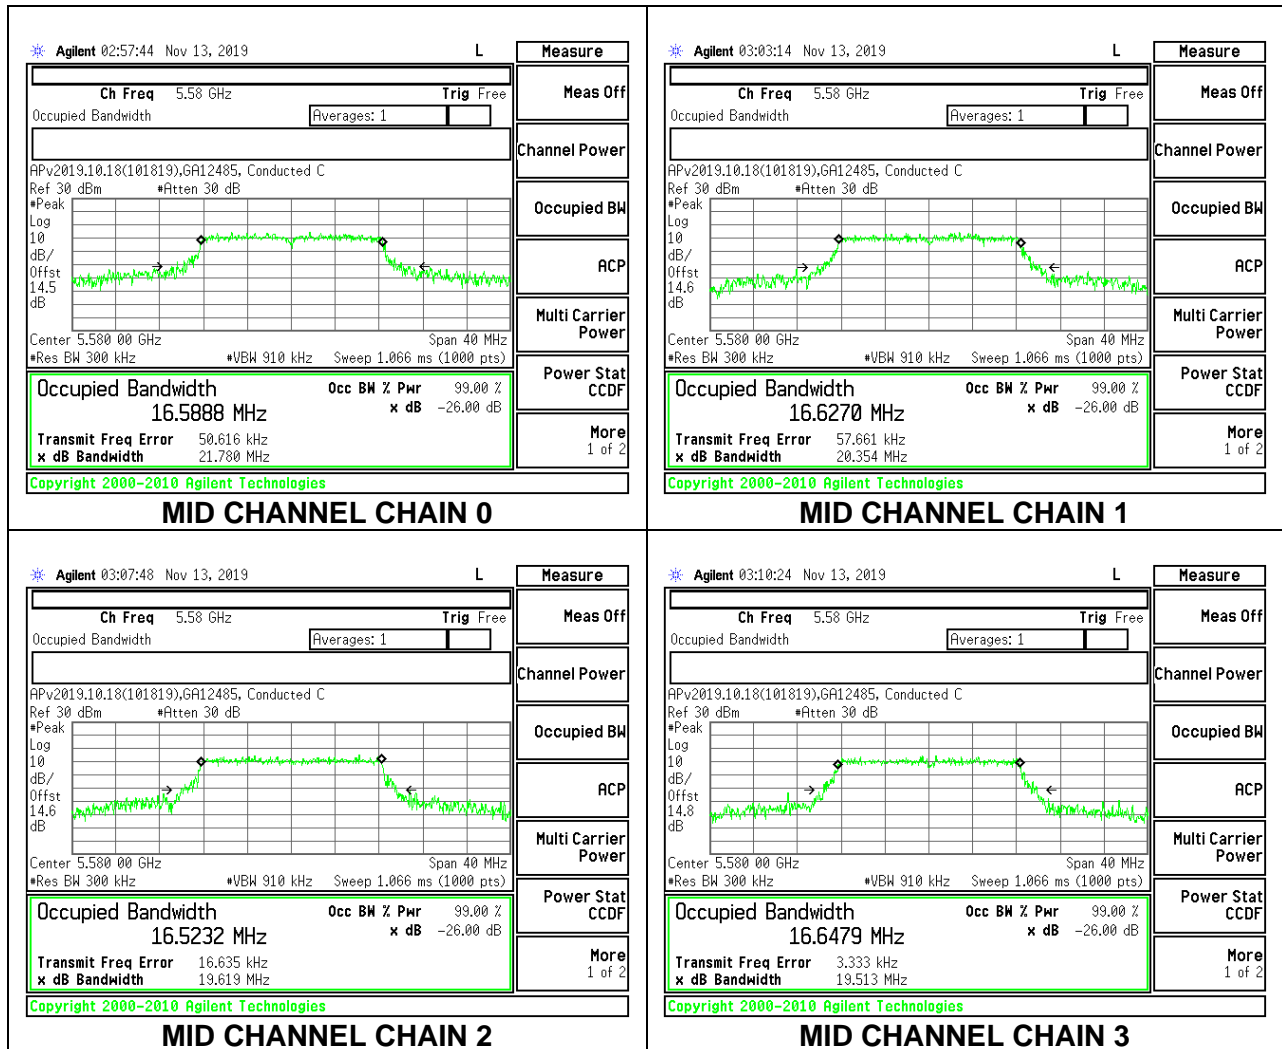 Agilent 02:57:44 Nov 13, 2019 L Measure
Ch Freq 5.58 GHz Trig Free
Meas Off
Occupied Bandwidth Averages: 1
Channel Power
APv2019.10.18(101819),GA12485, Conducted C
Ref 30 dBm #Atten 30 dB
#Peak
Log
10
dB/
Offst
14.5
dB
Occupied BW
ACP
Multi Carrier
Power
Center 5.580 00 GHz Span 40 MHz
#Res BW 300 kHz #VBW 910 kHz Sweep 1.066 ms (1000 pts)
Power Stat
CCDF
Occupied Bandwidth Occ BW % Pwr 99.00 %
16.5888 MHz x dB -26.00 dB
Transmit Freq Error 50.616 kHz
x dB Bandwidth 21.780 MHz
More
1 of 2
Copyright 2000-2010 Agilent Technologies
MID CHANNEL CHAIN 0
Agilent 03:03:14 Nov 13, 2019 L Measure
Ch Freq 5.58 GHz Trig Free
Meas Off
Occupied Bandwidth Averages: 1
Channel Power
APv2019.10.18(101819),GA12485, Conducted C
Ref 30 dBm #Atten 30 dB
#Peak
Log
10
dB/
Offst
14.6
dB
Occupied BW
ACP
Multi Carrier
Power
Center 5.580 00 GHz Span 40 MHz
#Res BW 300 kHz #VBW 910 kHz Sweep 1.066 ms (1000 pts)
Power Stat
CCDF
Occupied Bandwidth Occ BW % Pwr 99.00 %
16.6270 MHz x dB -26.00 dB
Transmit Freq Error 57.661 kHz
x dB Bandwidth 20.354 MHz
More
1 of 2
Copyright 2000-2010 Agilent Technologies
MID CHANNEL CHAIN 1
Agilent 03:07:48 Nov 13, 2019 L Measure
Ch Freq 5.58 GHz Trig Free
Meas Off
Occupied Bandwidth Averages: 1
Channel Power
APv2019.10.18(101819),GA12485, Conducted C
Ref 30 dBm #Atten 30 dB
#Peak
Log
10
dB/
Offst
14.6
dB
Occupied BW
ACP
Multi Carrier
Power
Center 5.580 00 GHz Span 40 MHz
#Res BW 300 kHz #VBW 910 kHz Sweep 1.066 ms (1000 pts)
Power Stat
CCDF
Occupied Bandwidth Occ BW % Pwr 99.00 %
16.5232 MHz x dB -26.00 dB
Transmit Freq Error 16.635 kHz
x dB Bandwidth 19.619 MHz
More
1 of 2
Copyright 2000-2010 Agilent Technologies
MID CHANNEL CHAIN 2
Agilent 03:10:24 Nov 13, 2019 L Measure
Ch Freq 5.58 GHz Trig Free
Meas Off
Occupied Bandwidth Averages: 1
Channel Power
APv2019.10.18(101819),GA12485, Conducted C
Ref 30 dBm #Atten 30 dB
#Peak
Log
10
dB/
Offst
14.8
dB
Occupied BW
ACP
Multi Carrier
Power
Center 5.580 00 GHz Span 40 MHz
#Res BW 300 kHz #VBW 910 kHz Sweep 1.066 ms (1000 pts)
Power Stat
CCDF
Occupied Bandwidth Occ BW % Pwr 99.00 %
16.6479 MHz x dB -26.00 dB
Transmit Freq Error 3.333 kHz
x dB Bandwidth 19.513 MHz
More
1 of 2
Copyright 2000-2010 Agilent Technologies
MID CHANNEL CHAIN 3